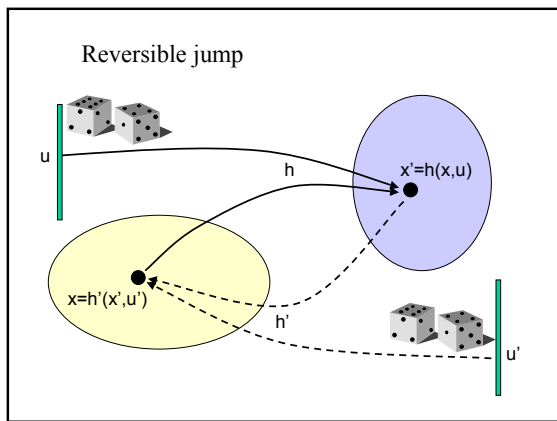 Reversible jump
u
h
x'=h(x,u)
x=h'(x',u')
h'
u'